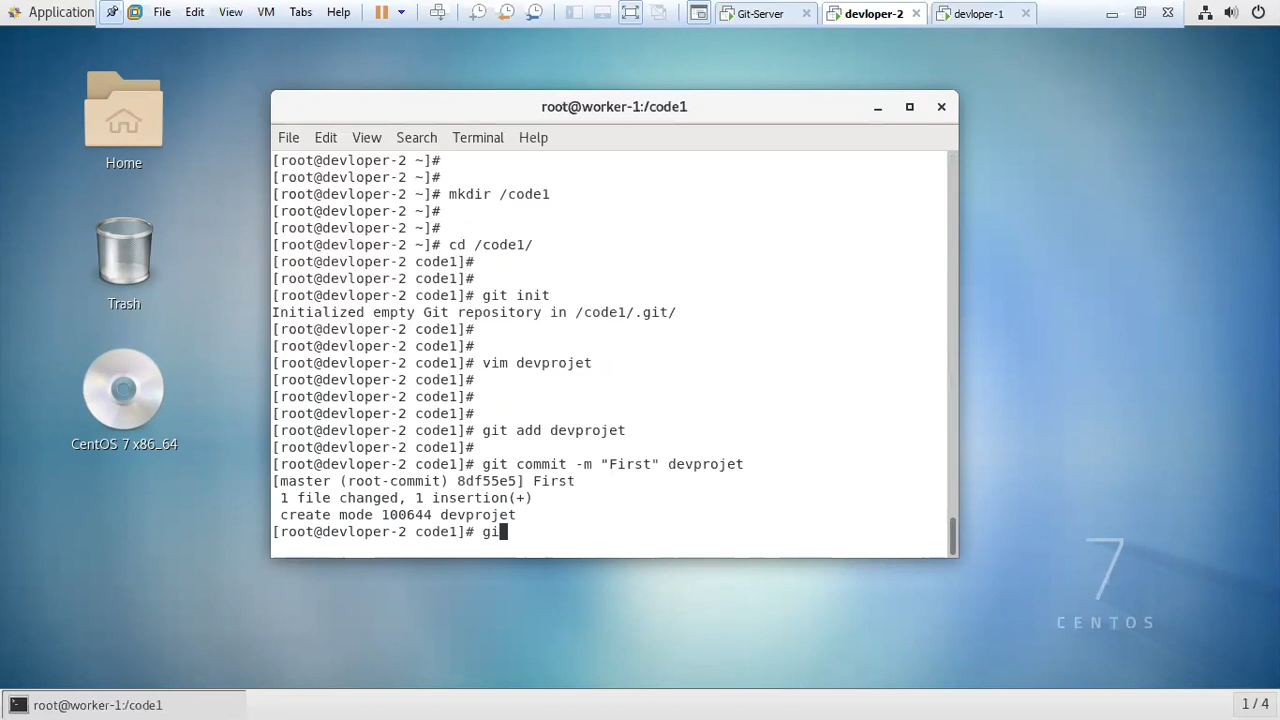 Application File Edit View VM Tabs Help Git-Server devloper-2 devloper-1
root@worker-1:/code1
File Edit View Search Terminal Help
[root@devloper-2 ~]#
[root@devloper-2 ~]#
[root@devloper-2 ~]# mkdir /code1
[root@devloper-2 ~]#
[root@devloper-2 ~]#
[root@devloper-2 ~]# cd /code1/
[root@devloper-2 code1]#
[root@devloper-2 code1]#
[root@devloper-2 code1]# git init
Initialized empty Git repository in /code1/.git/
[root@devloper-2 code1]#
[root@devloper-2 code1]#
[root@devloper-2 code1]# vim devprojet
[root@devloper-2 code1]#
[root@devloper-2 code1]#
[root@devloper-2 code1]#
[root@devloper-2 code1]# git add devprojet
[root@devloper-2 code1]#
[root@devloper-2 code1]# git commit -m "First" devprojet
[master (root-commit) 8df55e5] First
1 file changed, 1 insertion(+)
create mode 100644 devprojet
[root@devloper-2 code1]# gi
Home
Trash
CentOS 7 x86_64
7
CENTOS
root@worker-1:/code1
1 / 4